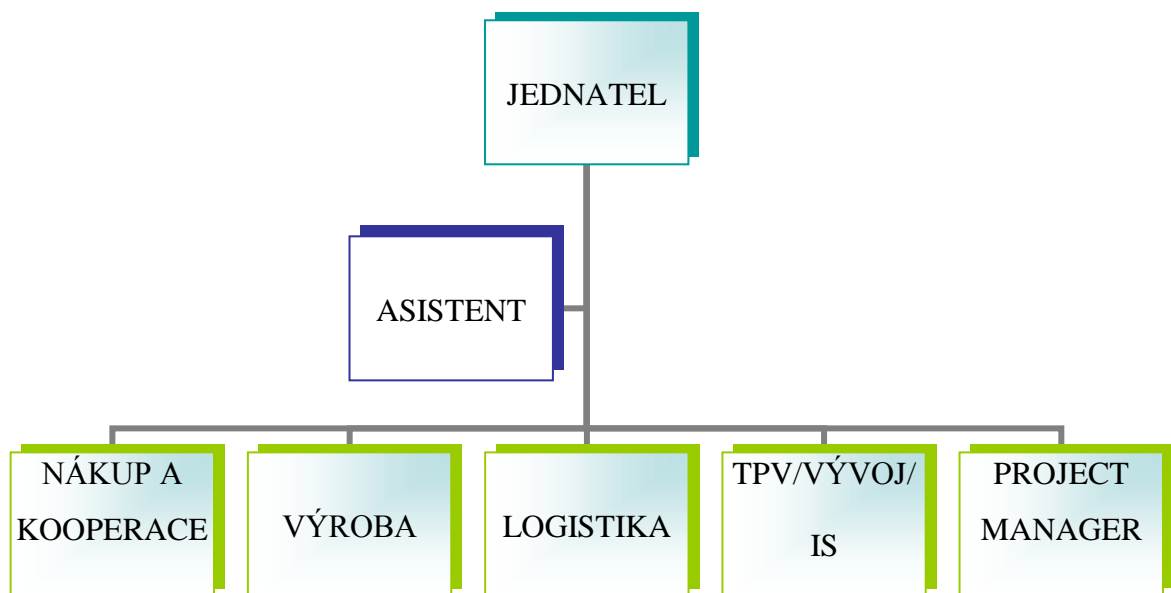 JEDNATEL
ASISTENT
NÁKUP A
KOOPERACE
VÝROBA
LOGISTIKA
TPV/VÝVOJ/
IS
PROJECT
MANAGER